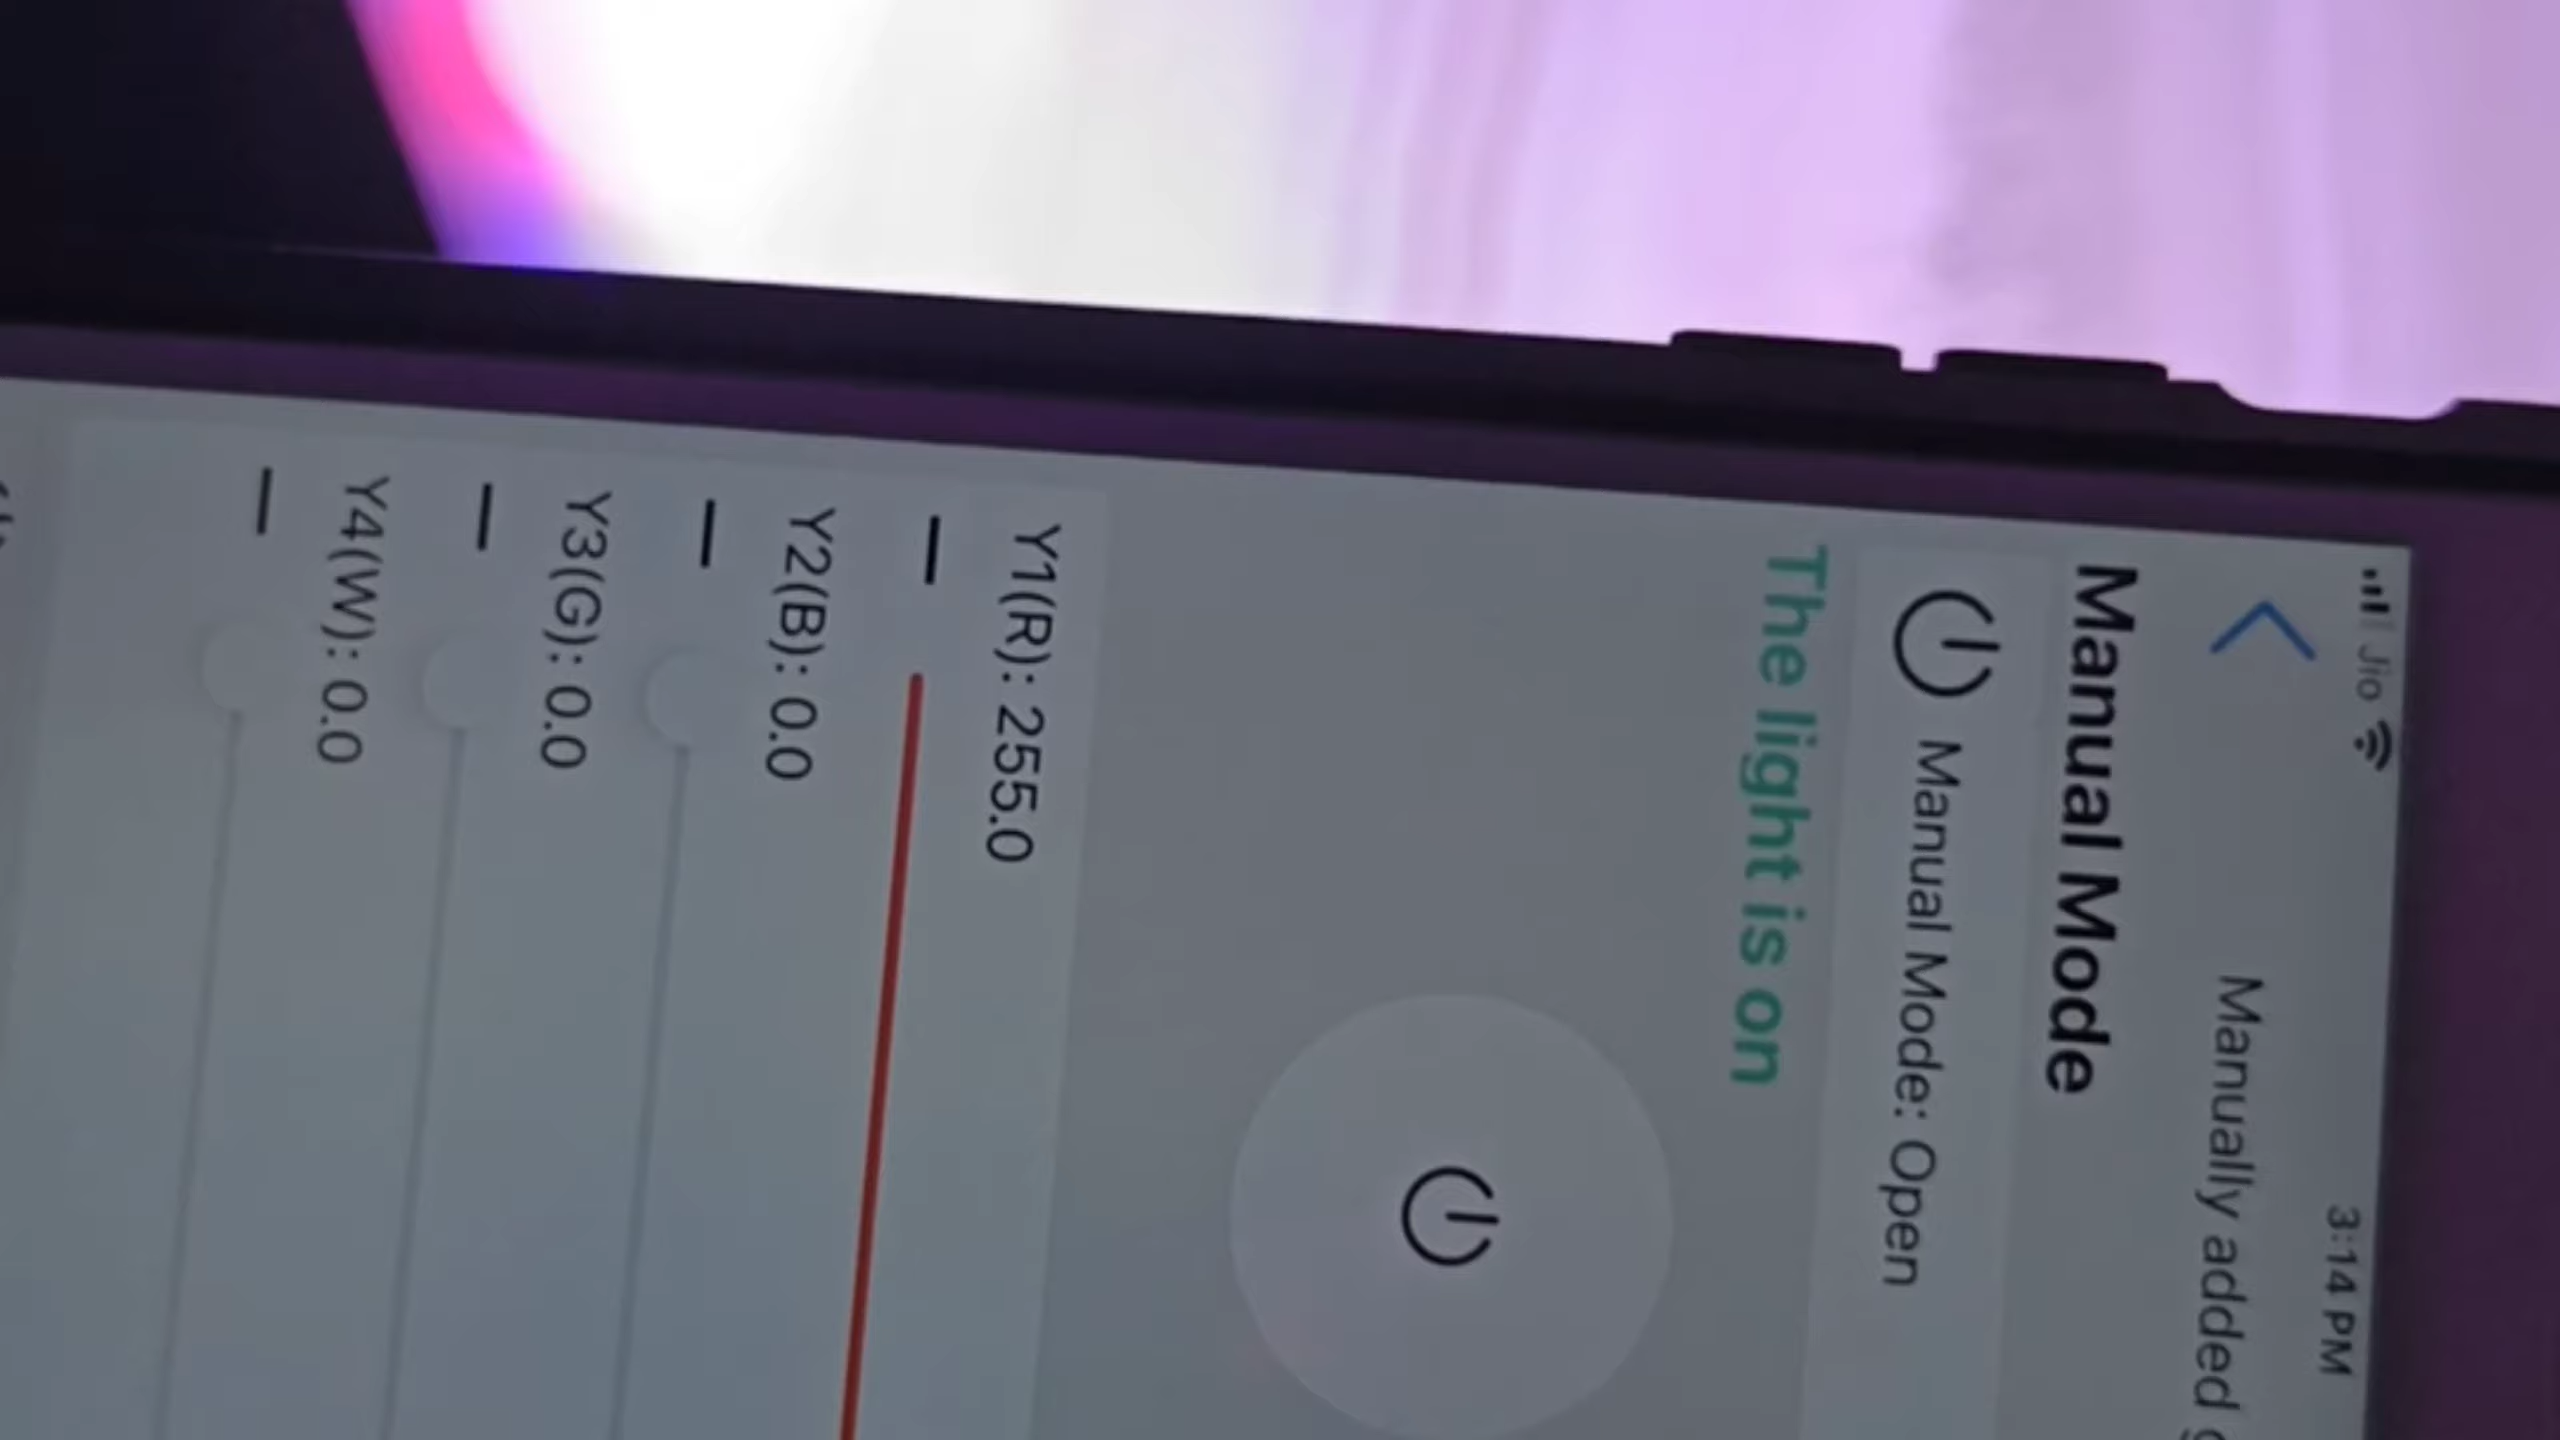 Jio 3:14 PM
Manually added
Manual Mode
Manual Mode: Open
The light is on
Y1(R): 255.0
Y2(B): 0.0
Y3(G): 0.0
Y4(W): 0.0